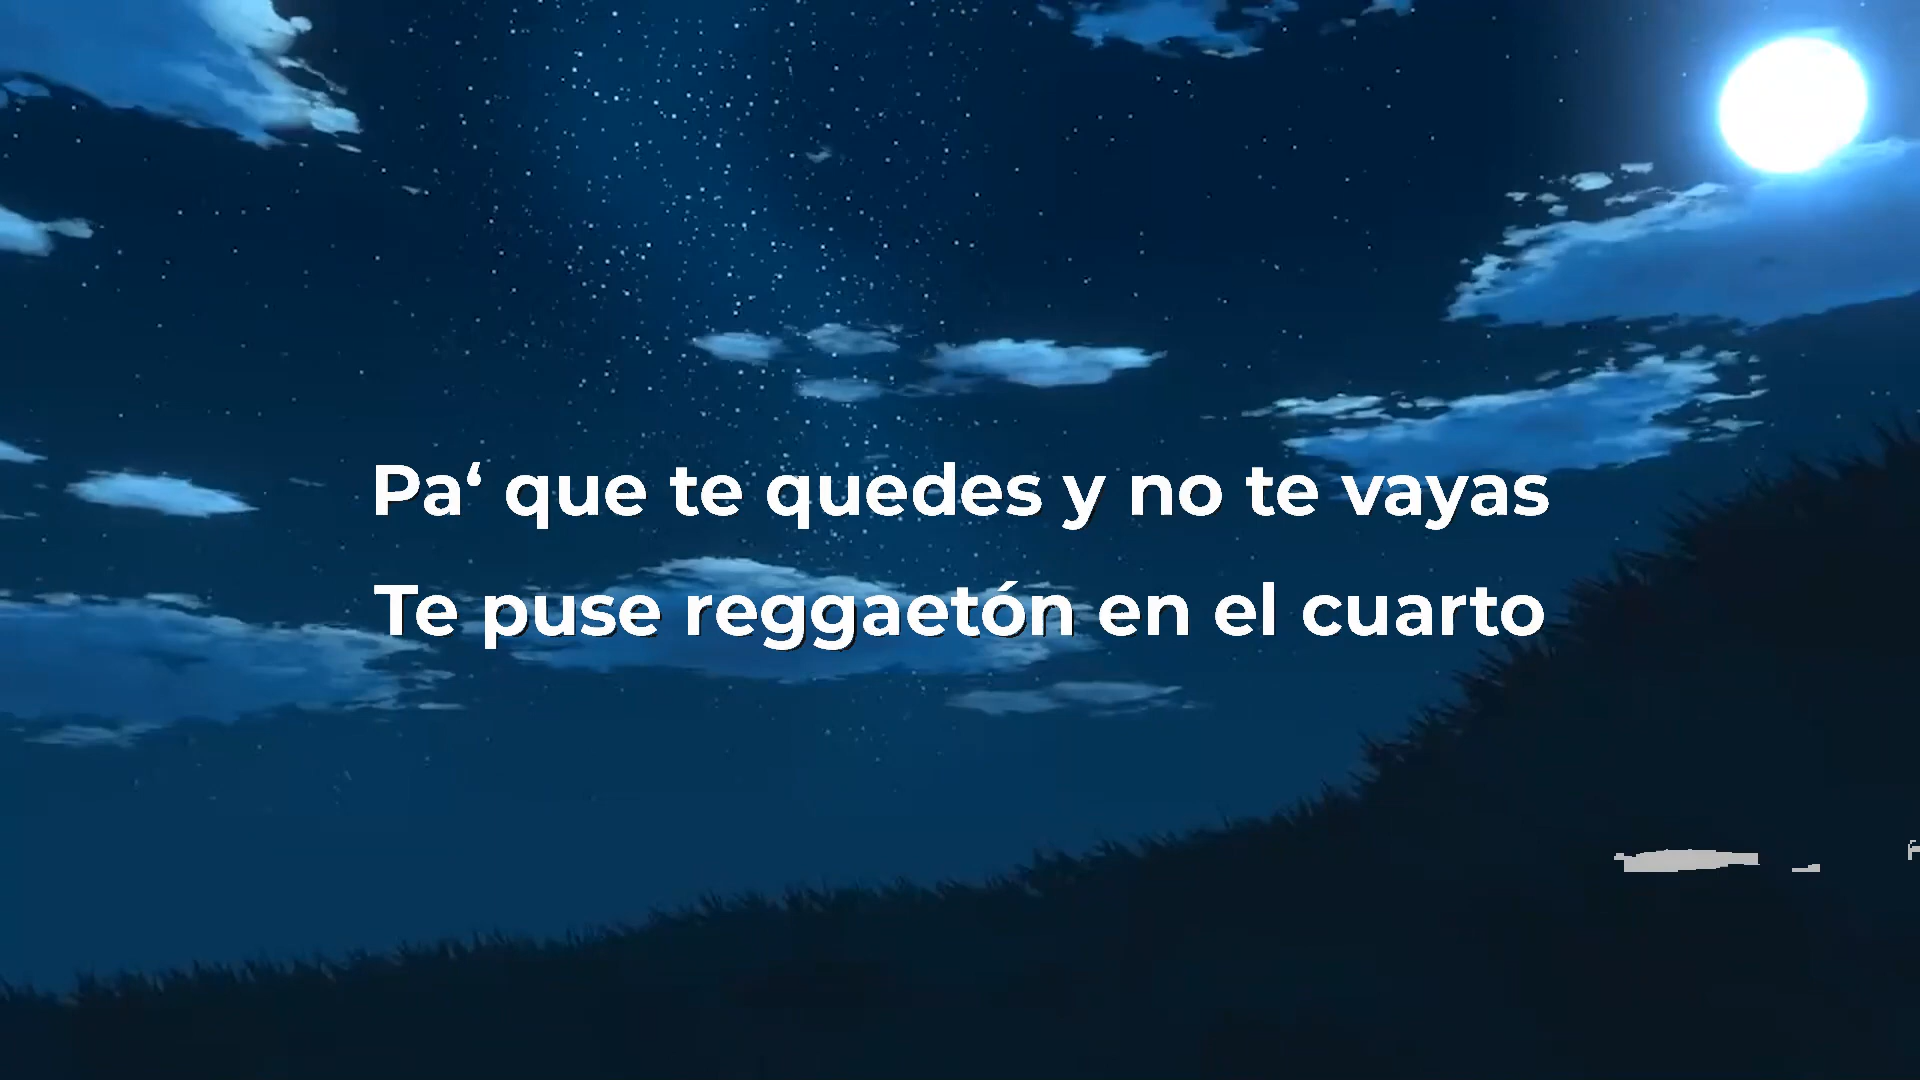 Pa‘ que te quedes y no te vayas
Te puse reggaetón en el cuarto